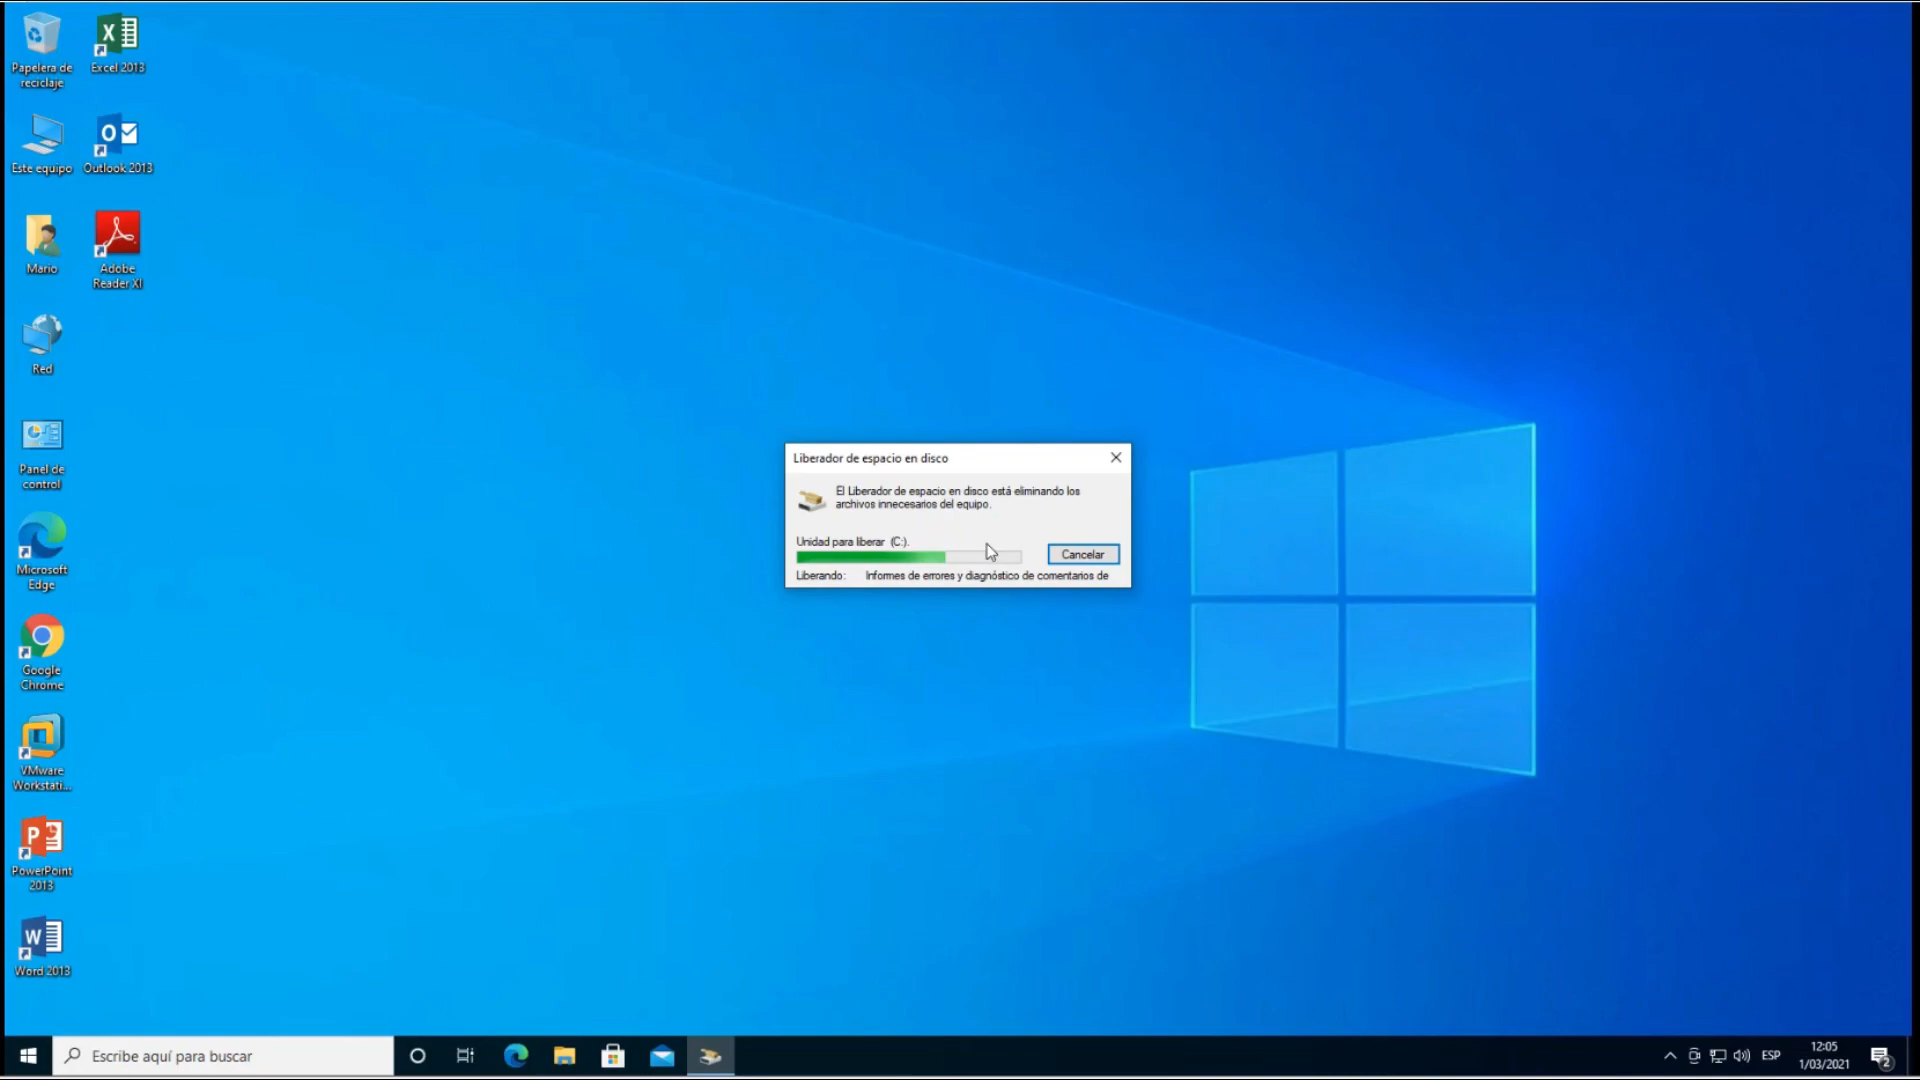 Papelera de
reciclaje
Excel 2013
Este equipo
Outlook 2013
Mario
Adobe
Reader XI
Red
Panel de
control
Microsoft
Edge
Google
Chrome
VMware
Workstati...
PowerPoint
2013
Word 2013
Liberador de espacio en disco
El Liberador de espacio en disco está eliminando los
archivos innecesarios del equipo.
Unidad para liberar (C:).
Cancelar
Liberando: Informes de errores y diagnóstico de comentarios de
Escribe aquí para buscar
ESP
12:05
1/03/2021
2